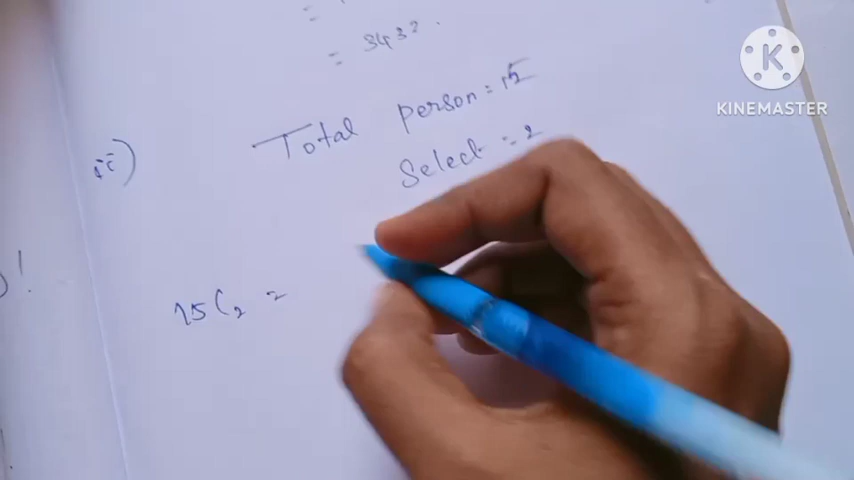 =
= 3432.
KINEMASTER
ii) Total person = 15
Select = 2
)!
15C₂ =